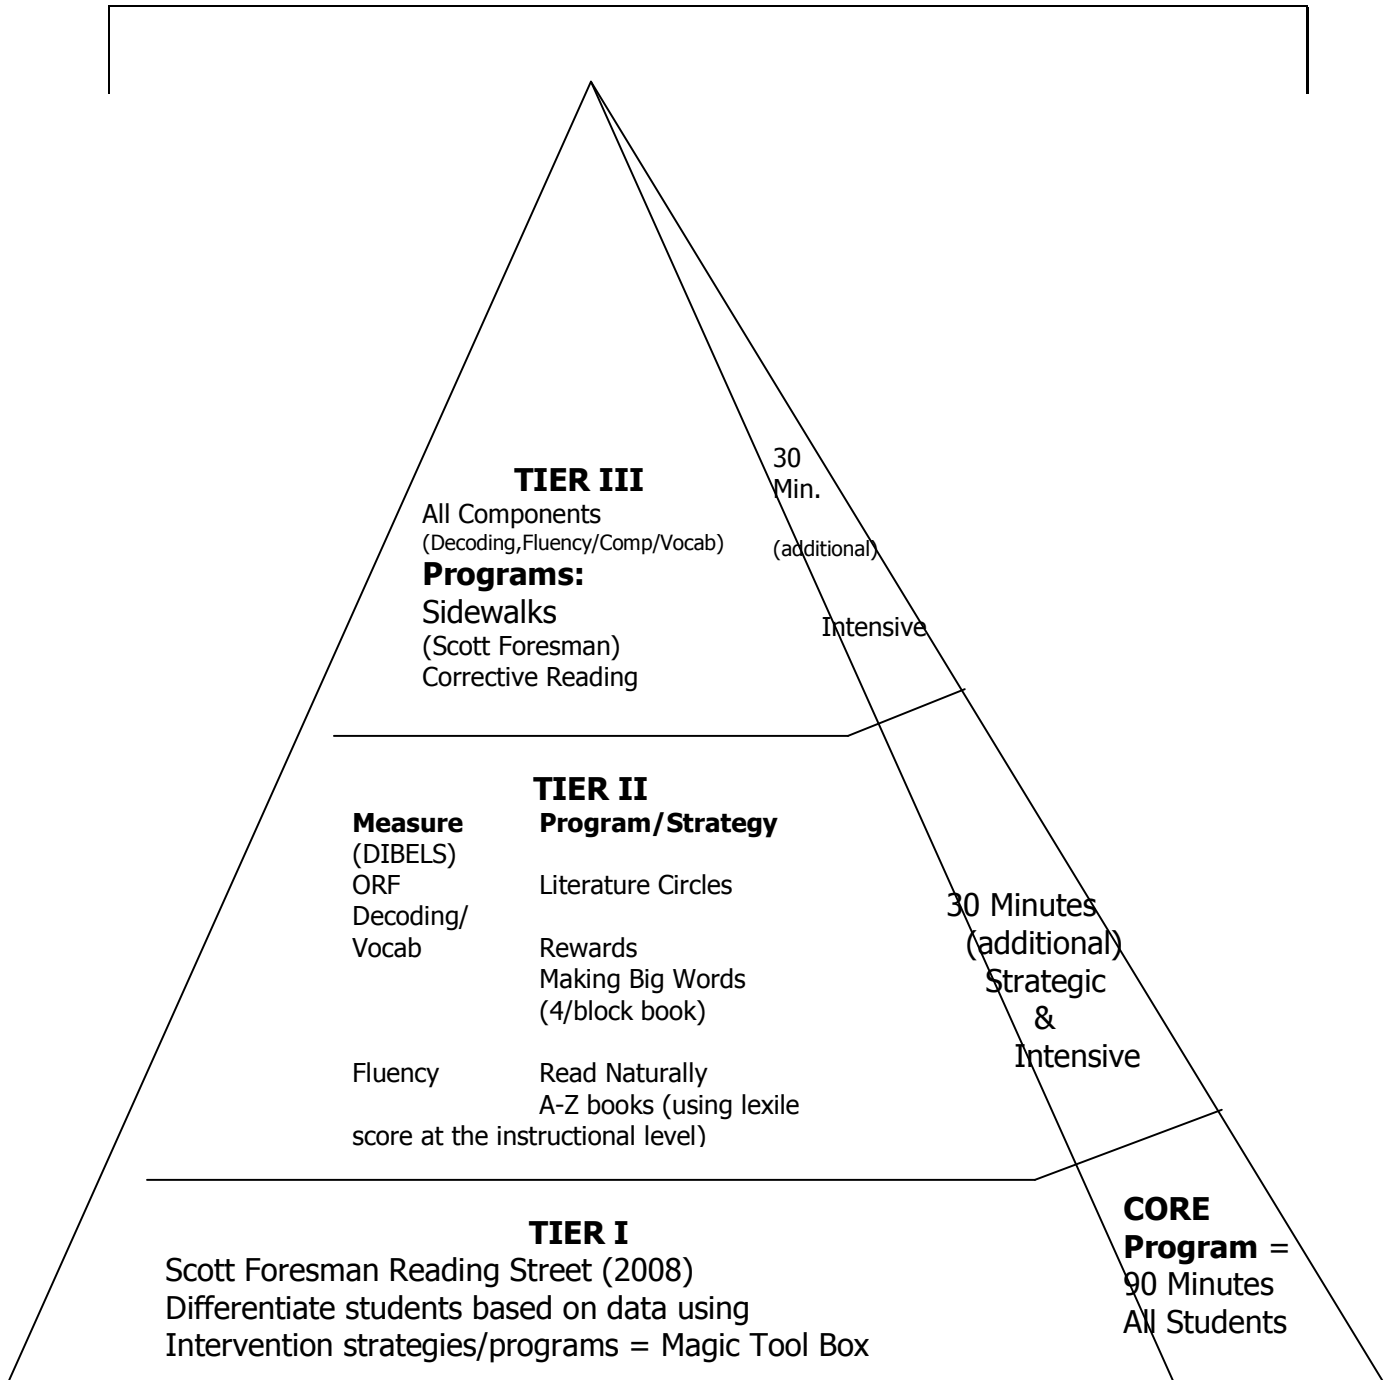 TIER III
All Components
(Decoding,Fluency/Comp/Vocab)
Programs:
Sidewalks
(Scott Foresman)
Corrective Reading
30
Min.
(additional)
Intensive
TIER II
Measure Program/Strategy
(DIBELS)
ORF Literature Circles
Decoding/
Vocab Rewards
Making Big Words
(4/block book)
Fluency Read Naturally
A-Z books (using lexile
score at the instructional level)
30 Minutes
(additional)
Strategic
&
Intensive
TIER I
Scott Foresman Reading Street (2008)
Differentiate students based on data using
Intervention strategies/programs = Magic Tool Box
CORE
Program =
90 Minutes
All Students